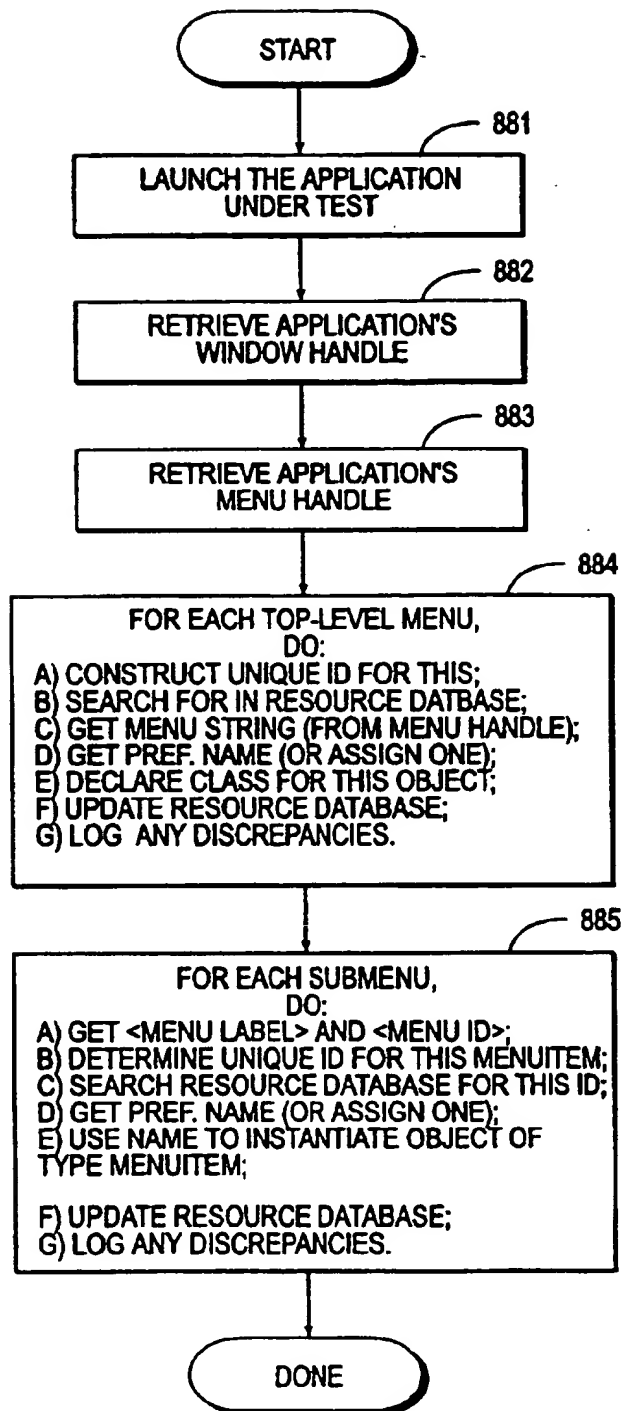 START
881
LAUNCH THE APPLICATION
UNDER TEST
882
RETRIEVE APPLICATION'S
WINDOW HANDLE
883
RETRIEVE APPLICATION'S
MENU HANDLE
884
FOR EACH TOP-LEVEL MENU,
DO:
A) CONSTRUCT UNIQUE ID FOR THIS;
B) SEARCH FOR IN RESOURCE DATBASE;
C) GET MENU STRING (FROM MENU HANDLE);
D) GET PREF. NAME (OR ASSIGN ONE);
E) DECLARE CLASS FOR THIS OBJECT;
F) UPDATE RESOURCE DATABASE;
G) LOG ANY DISCREPANCIES.
885
FOR EACH SUBMENU,
DO:
A) GET <MENU LABEL> AND <MENU ID>;
B) DETERMINE UNIQUE ID FOR THIS MENUITEM;
C) SEARCH RESOURCE DATABASE FOR THIS ID;
D) GET PREF. NAME (OR ASSIGN ONE);
E) USE NAME TO INSTANTIATE OBJECT OF
TYPE MENUITEM;
F) UPDATE RESOURCE DATABASE;
G) LOG ANY DISCREPANCIES.
DONE